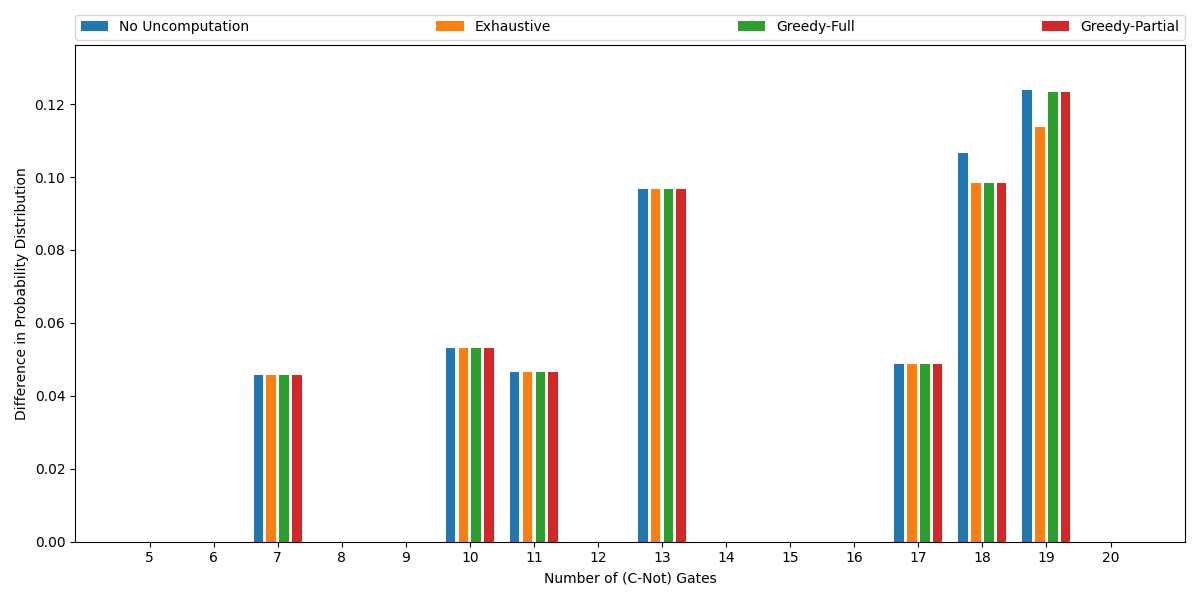 No Uncomputation Exhaustive Greedy-Full Greedy-Partial
Difference in Probability Distribution
0.12
0.10
0.08
0.06
0.04
0.02
0.00
5 6 7 8 9 10 11 12 13 14 15 16 17 18 19 20
Number of (C-Not) Gates